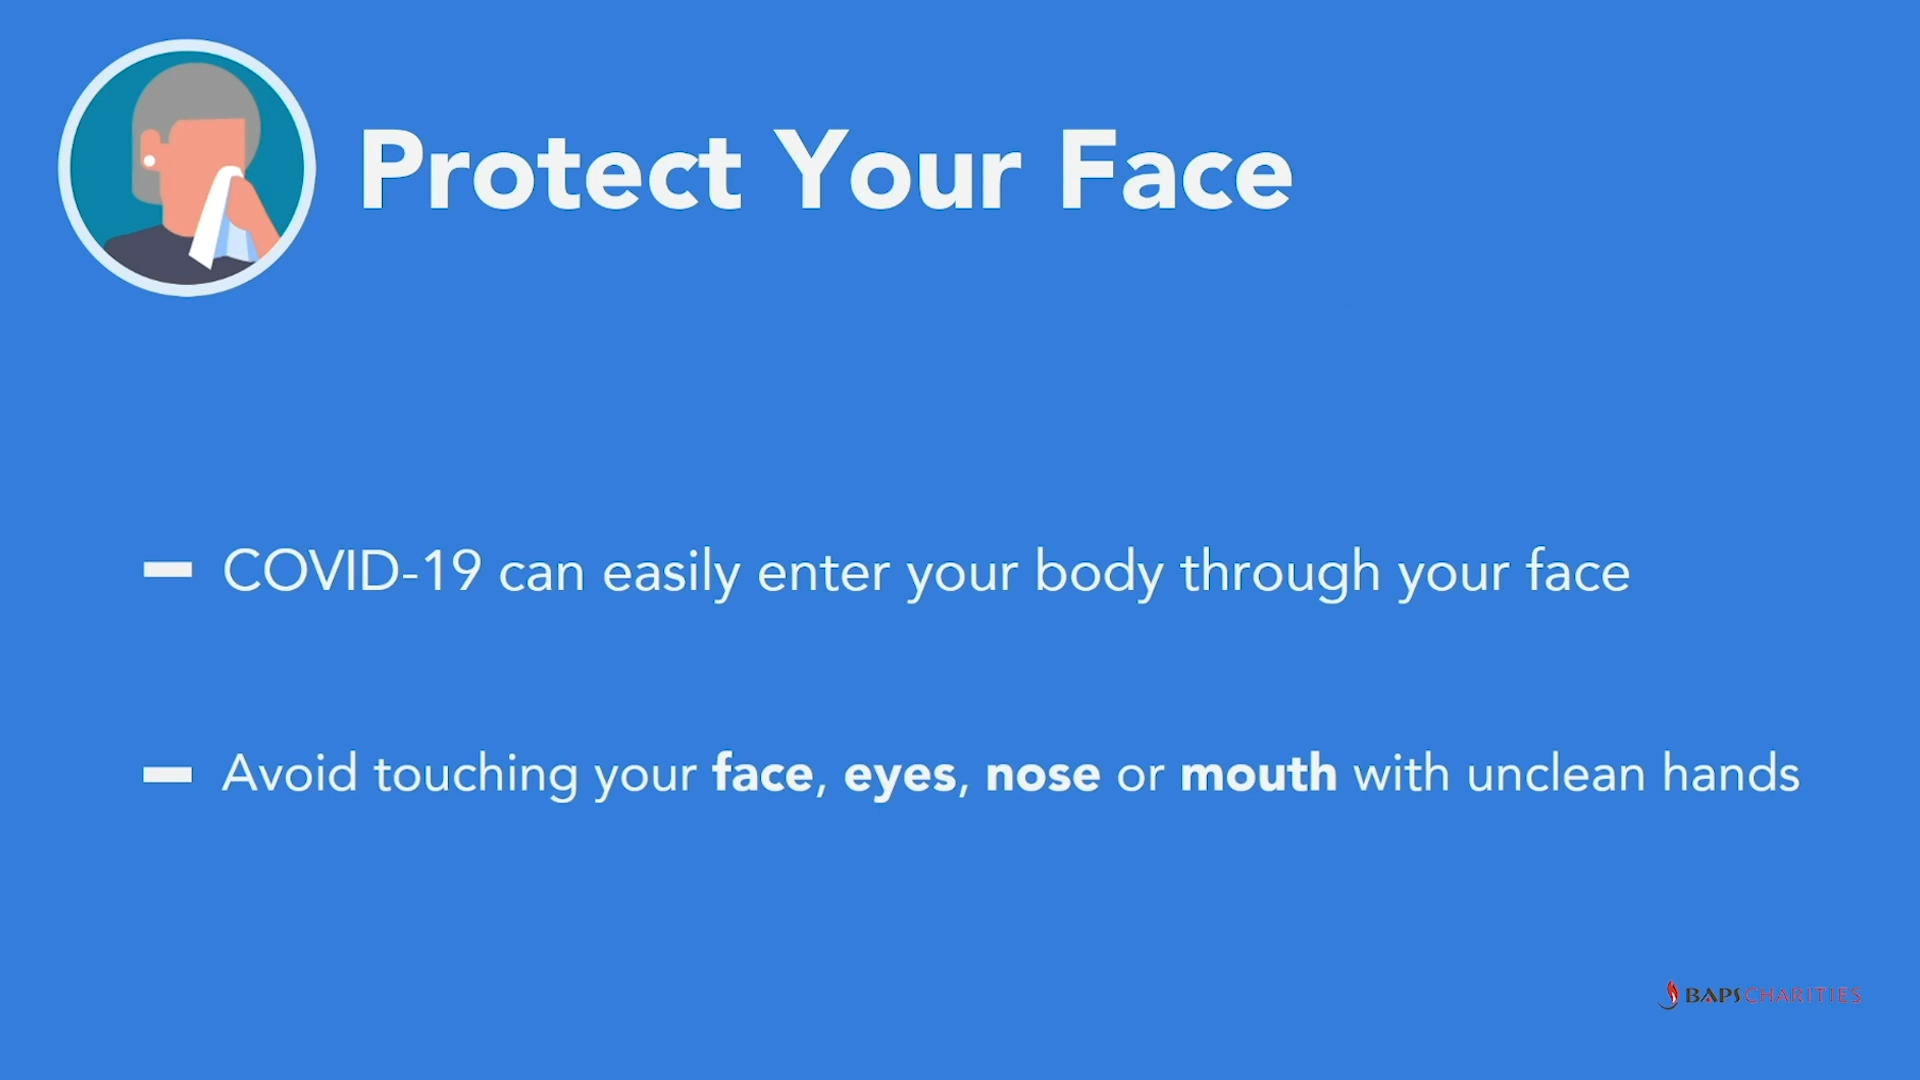 Protect Your Face
COVID-19 can easily enter your body through your face
Avoid touching your face, eyes, nose or mouth with unclean hands
BAPS CHARITIES